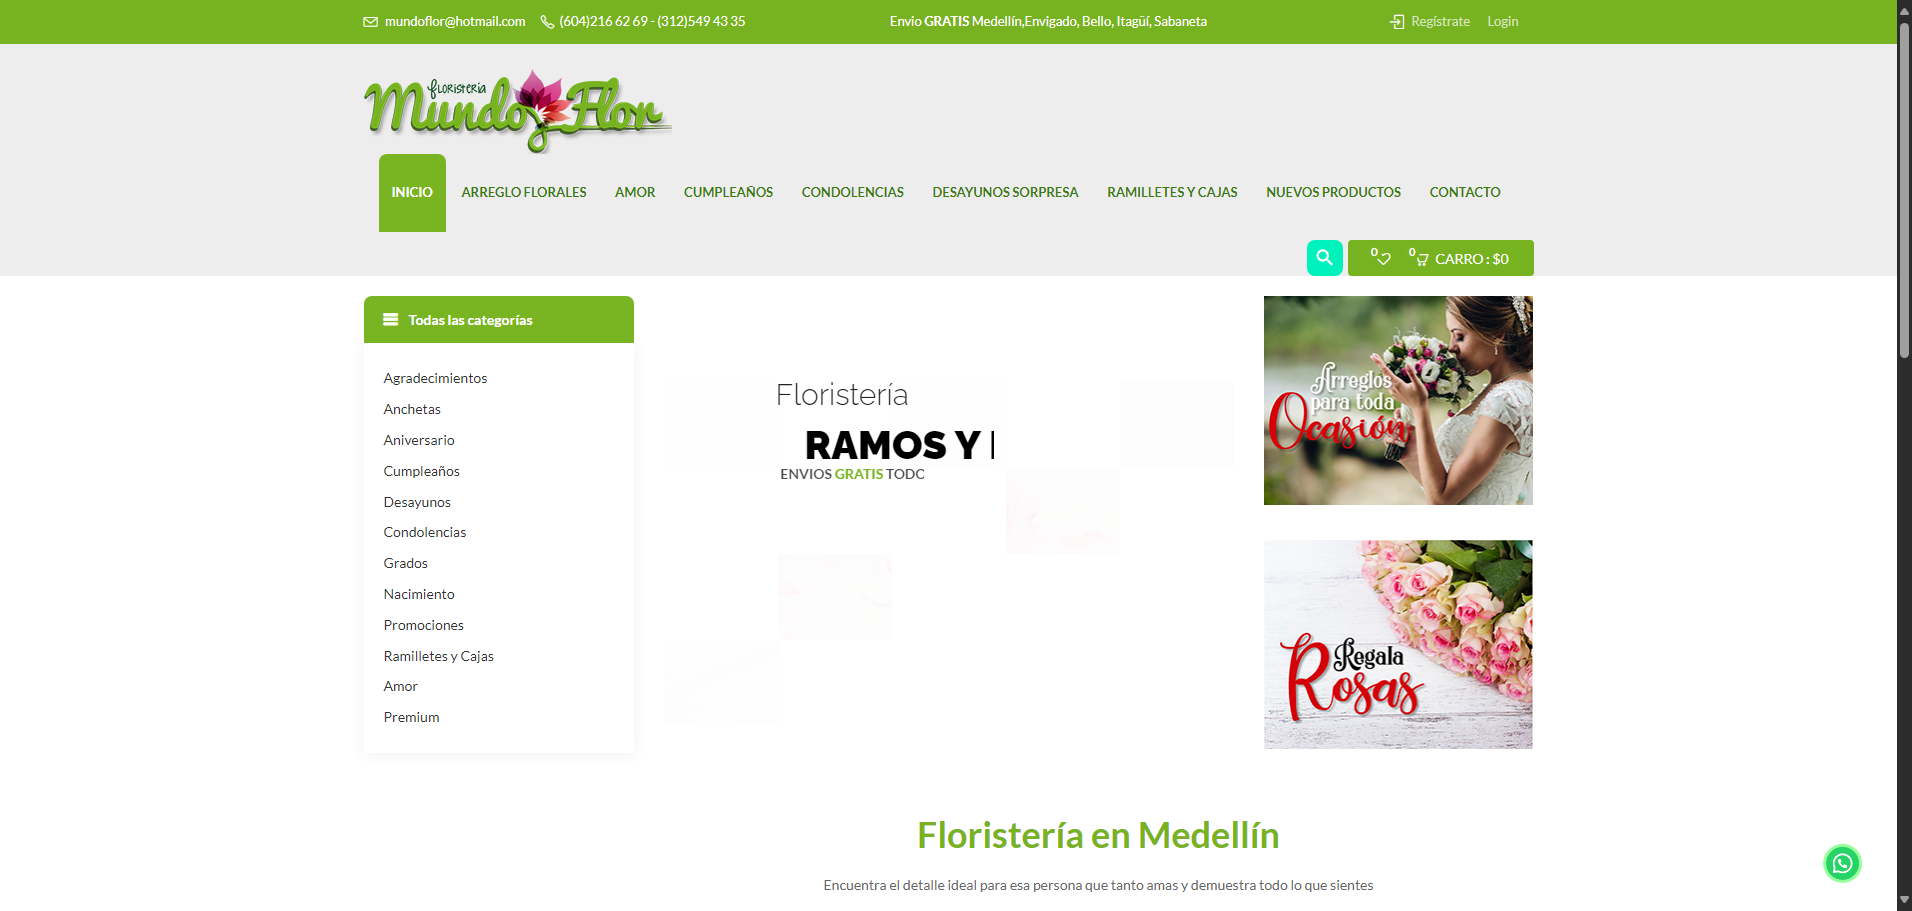 mundoflor@hotmail.com
(604)216 62 69 - (312)549 43 35
Envio GRATIS Medellín,Envigado, Bello, Itagüí, Sabaneta
Regístrate
Login
floristería
Mundo Flor
INICIO
ARREGLO FLORALES
AMOR
CUMPLEAÑOS
CONDOLENCIAS
DESAYUNOS SORPRESA
RAMILLETES Y CAJAS
NUEVOS PRODUCTOS
CONTACTO
0
0
CARRO : $0
Todas las categorías
Agradecimientos
Anchetas
Aniversario
Cumpleaños
Desayunos
Condolencias
Grados
Nacimiento
Promociones
Ramilletes y Cajas
Amor
Premium
Floristería
RAMOS Y
ENVIOS GRATIS TODO
Arreglos
para toda
Ocasión
Regala
Rosas
Floristería en Medellín
Encuentra el detalle ideal para esa persona que tanto amas y demuestra todo lo que sientes